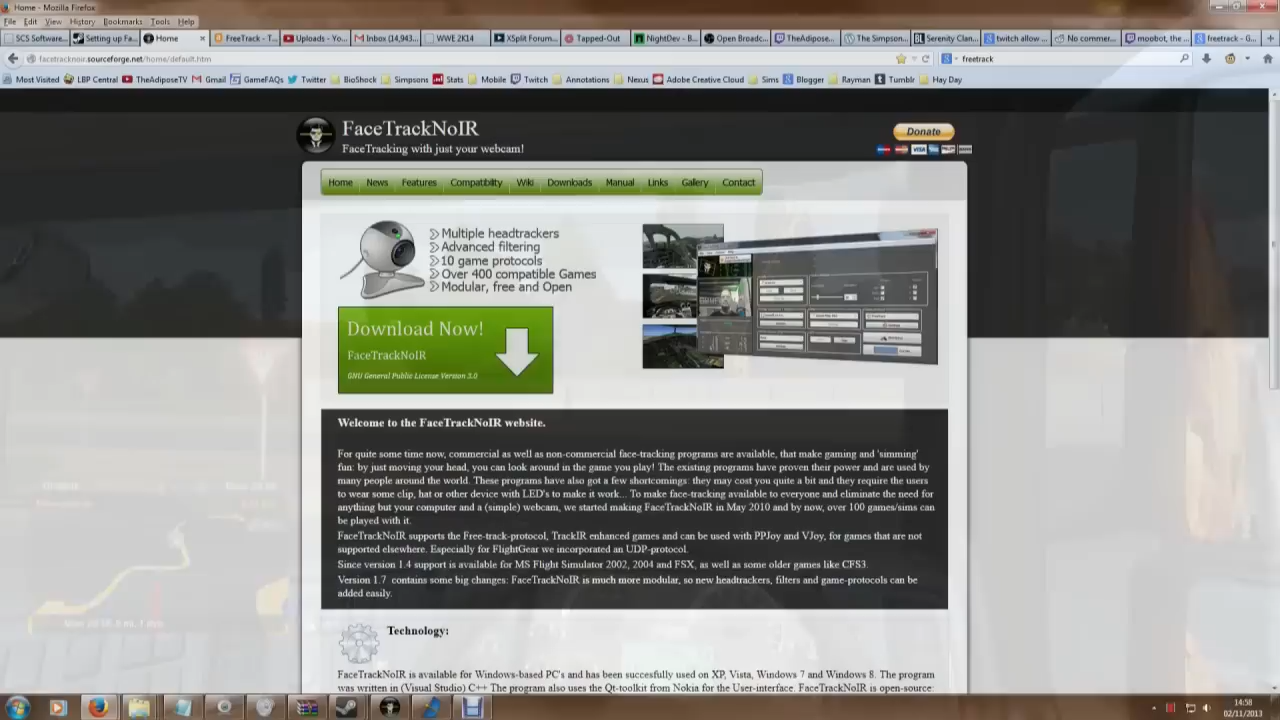 Home - Mozilla Firefox
File Edit View History Bookmarks Tools Help
SCS Software... Setting up Fa... Home FreeTrack - T... Uploads - Yo... Inbox (14,943... WWE 2K14 XSplit Forum... Tapped-Out NightDev - B... Open Broadc... TheAdipose... The Simpson... Serenity Clan... twitch allow ... No commer... moobot, the ... freetrack - G...
facetracknoir.sourceforge.net/home/default.htm freetrack
Most Visited LBP Central TheAdiposeTV Gmail GameFAQs Twitter BioShock Simpsons Stats Mobile Twitch Annotations Nexus Adobe Creative Cloud Sims Blogger Rayman Tumblr Hay Day
FaceTrackNoIR
FaceTracking with just your webcam!
Donate
VISA
Home News Features Compatibility Wiki Downloads Manual Links Gallery Contact
Multiple headtrackers
Advanced filtering
10 game protocols
Over 400 compatible Games
Modular, free and Open
Download Now!
FaceTrackNoIR
GNU General Public License Version 3.0
Welcome to the FaceTrackNoIR website.
For quite some time now, commercial as well as non-commercial face-tracking programs are available, that make gaming and 'simming'
fun: by just moving your head, you can look around in the game you play! The existing programs have proven their power and are used by
many people around the world. These programs have also got a few shortcomings: they may cost you quite a bit and they require the users
to wear some clip, hat or other device with LED's to make it work... To make face-tracking available to everyone and eliminate the need for
anything but your computer and a (simple) webcam, we started making FaceTrackNoIR in May 2010 and by now, over 100 games/sims can
be played with it.
FaceTrackNoIR supports the Free-track-protocol, TrackIR enhanced games and can be used with PPJoy and VJoy, for games that are not
supported elsewhere. Especially for FlightGear we incorporated an UDP-protocol.
Since version 1.4 support is available for MS Flight Simulator 2002, 2004 and FSX, as well as some older games like CFS3.
Version 1.7 contains some big changes: FaceTrackNoIR is much more modular, so new headtrackers, filters and game-protocols can be
added easily.
Technology:
FaceTrackNoIR is available for Windows-based PC's and has been succesfully used on XP, Vista, Windows 7 and Windows 8. The program
was written in (Visual Studio) C++ The program also uses the Qt-toolkit from Nokia for the User-interface. FaceTrackNoIR is open-source:
14:58
02/11/2013